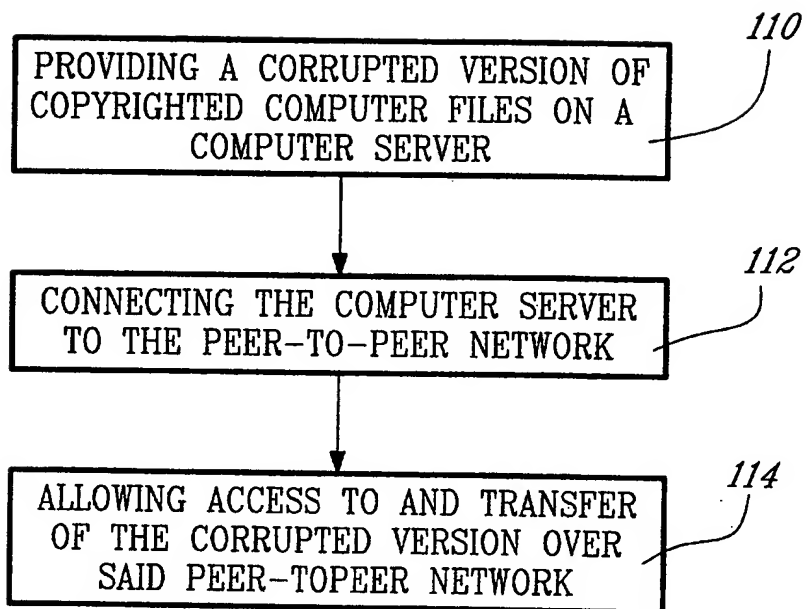 110
PROVIDING A CORRUPTED VERSION OF
COPYRIGHTED COMPUTER FILES ON A
COMPUTER SERVER
112
CONNECTING THE COMPUTER SERVER
TO THE PEER-TO-PEER NETWORK
114
ALLOWING ACCESS TO AND TRANSFER
OF THE CORRUPTED VERSION OVER
SAID PEER-TOPEER NETWORK